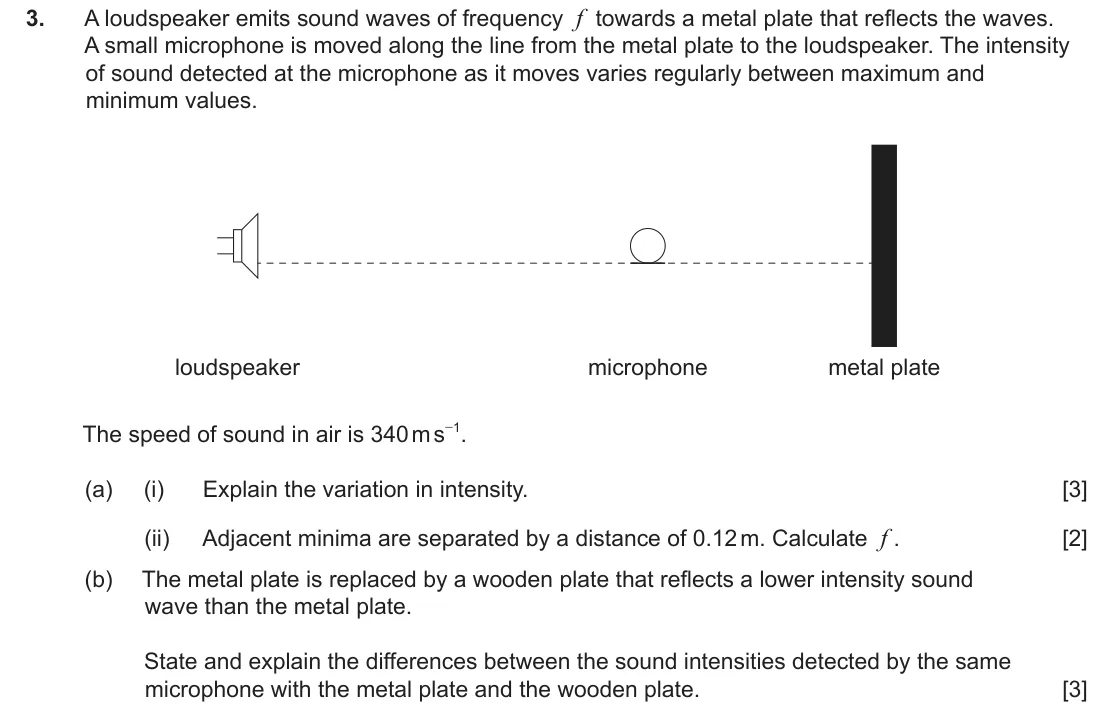 3. A loudspeaker emits sound waves of frequency f towards a metal plate that reflects the waves.
A small microphone is moved along the line from the metal plate to the loudspeaker. The intensity
of sound detected at the microphone as it moves varies regularly between maximum and
minimum values.
loudspeaker microphone metal plate
The speed of sound in air is 340 m s⁻¹.
(a) (i) Explain the variation in intensity. [3]
(ii) Adjacent minima are separated by a distance of 0.12 m. Calculate f. [2]
(b) The metal plate is replaced by a wooden plate that reflects a lower intensity sound
wave than the metal plate.
State and explain the differences between the sound intensities detected by the same
microphone with the metal plate and the wooden plate. [3]